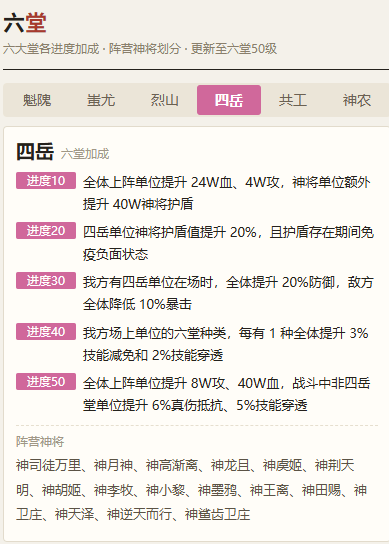 六堂
六大堂各进度加成 · 阵营神将划分 · 更新至六堂50级
魁隗 蚩尤 烈山 四岳 共工 神农
四岳 六堂加成
进度10 全体上阵单位提升 24W血、4W攻，神将单位额外
提升 40W神将护盾
进度20 四岳单位神将护盾值提升 20%，且护盾存在期间免
疫负面状态
进度30 我方有四岳单位在场时，全体提升 20%防御，敌方
全体降低 10%暴击
进度40 我方场上单位的六堂种类，每有 1 种全体提升 3%
技能减免和 2%技能穿透
进度50 全体上阵单位提升 8W攻、40W血，战斗中非四岳
堂单位提升 6%真伤抵抗、5%技能穿透
阵营神将
神司徒万里、神月神、神高渐离、神龙且、神虞姬、神荆天
明、神胡姬、神李牧、神小黎、神墨鸦、神王离、神田赐、神
卫庄、神天泽、神逆天而行、神鲨齿卫庄